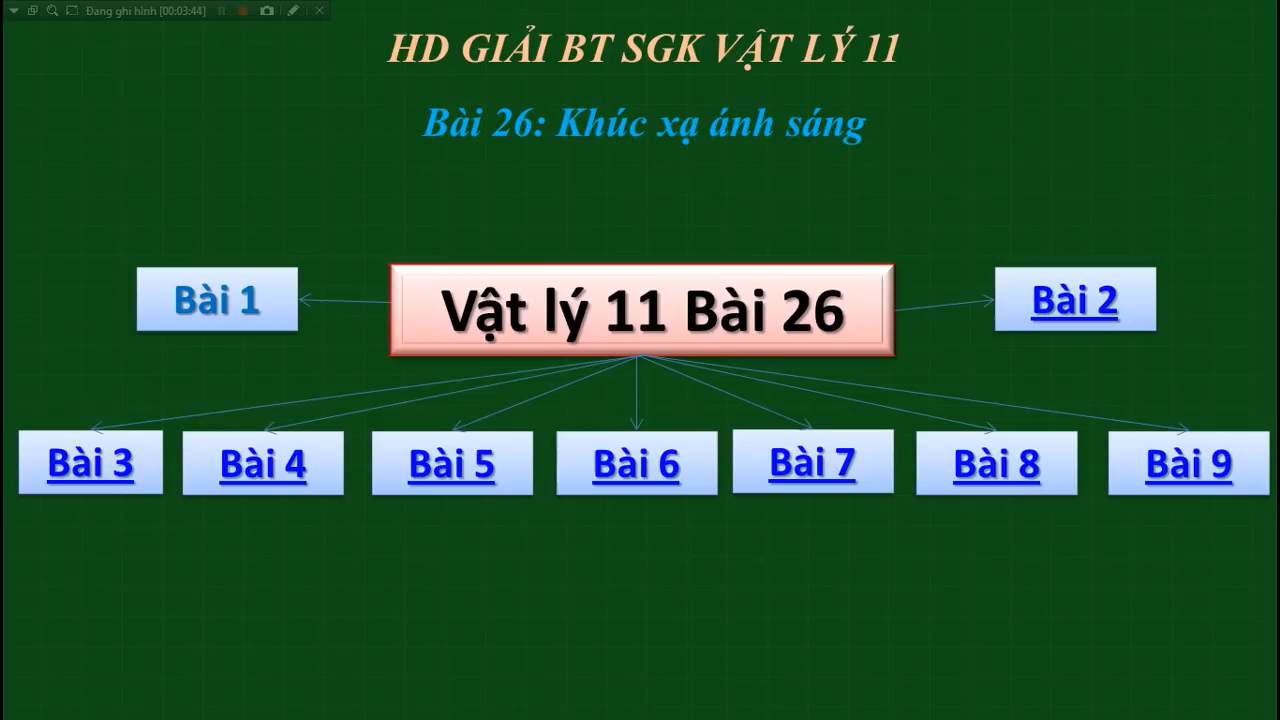 Đang ghi hình [00:03:44]
HD GIẢI BT SGK VẬT LÝ 11
Bài 26: Khúc xạ ánh sáng
Bài 1
Vật lý 11 Bài 26
Bài 2
Bài 3
Bài 4
Bài 5
Bài 6
Bài 7
Bài 8
Bài 9